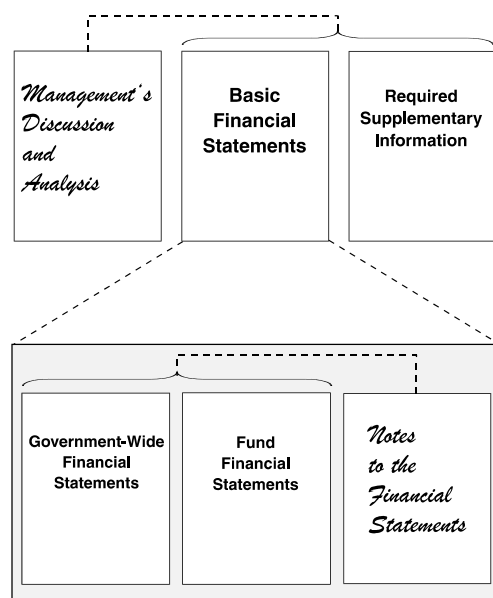 Management's
Discussion
and
Analysis
Basic
Financial
Statements
Required
Supplementary
Information
Government-Wide
Financial
Statements
Fund
Financial
Statements
Notes
to the
Financial
Statements